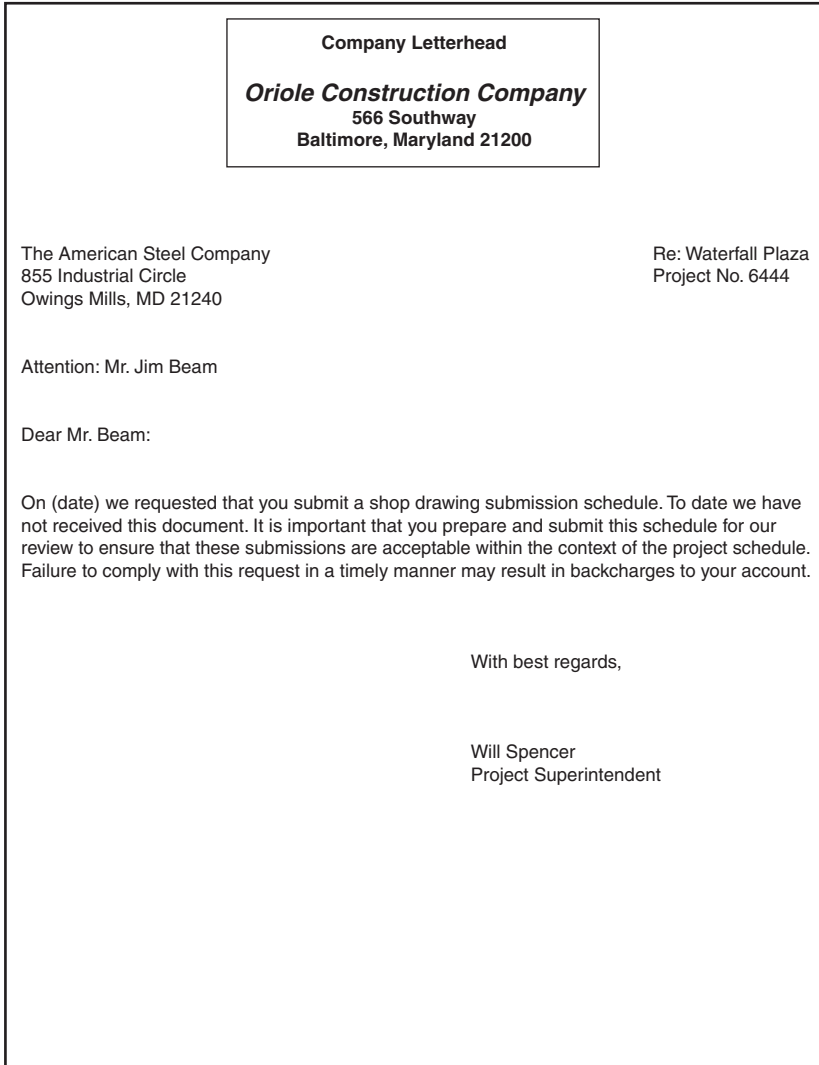 Company Letterhead
Oriole Construction Company
566 Southway
Baltimore, Maryland 21200
The American Steel Company
855 Industrial Circle
Owings Mills, MD 21240
Re: Waterfall Plaza
Project No. 6444
Attention: Mr. Jim Beam
Dear Mr. Beam:
On (date) we requested that you submit a shop drawing submission schedule. To date we have
not received this document. It is important that you prepare and submit this schedule for our
review to ensure that these submissions are acceptable within the context of the project schedule.
Failure to comply with this request in a timely manner may result in backcharges to your account.
With best regards,
Will Spencer
Project Superintendent